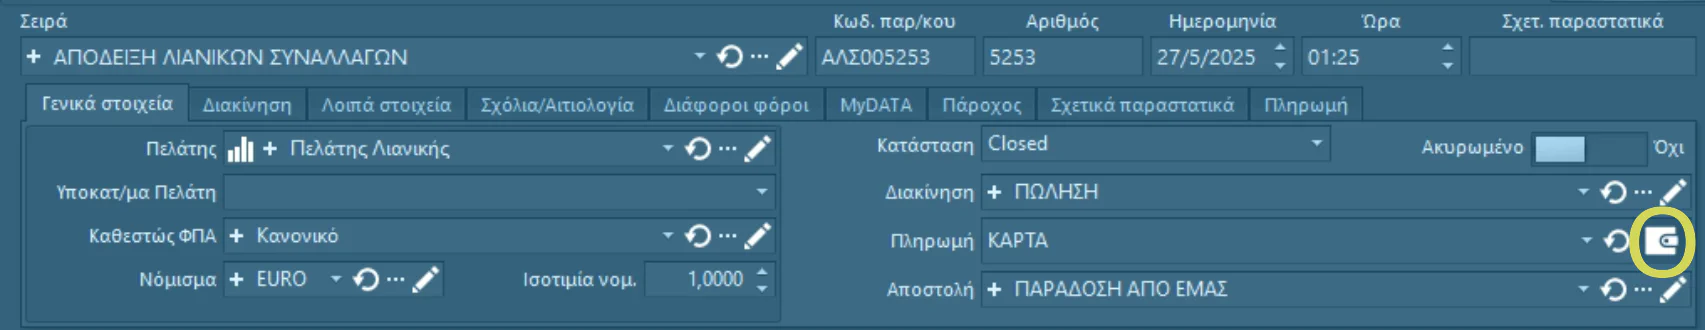 Σειρά Κωδ. παρ/κου Αριθμός Ημερομηνία Ώρα Σχετ. παραστατικά
ΑΠΟΔΕΙΞΗ ΛΙΑΝΙΚΩΝ ΣΥΝΑΛΛΑΓΩΝ ΑΛΣ005253 5253 27/5/2025 01:25
Γενικά στοιχεία Διακίνηση Λοιπά στοιχεία Σχόλια/Αιτιολογία Διάφοροι φόροι MyDATA Πάροχος Σχετικά παραστατικά Πληρωμή
Πελάτης Πελάτης Λιανικής Κατάσταση Closed Ακυρωμένο Όχι
Υποκατ/μα Πελάτη Διακίνηση ΠΩΛΗΣΗ
Καθεστώς ΦΠΑ Κανονικό Πληρωμή ΚΑΡΤΑ
Νόμισμα EURO Ισοτιμία νομ. 1,0000 Αποστολή ΠΑΡΑΔΟΣΗ ΑΠΟ ΕΜΑΣ